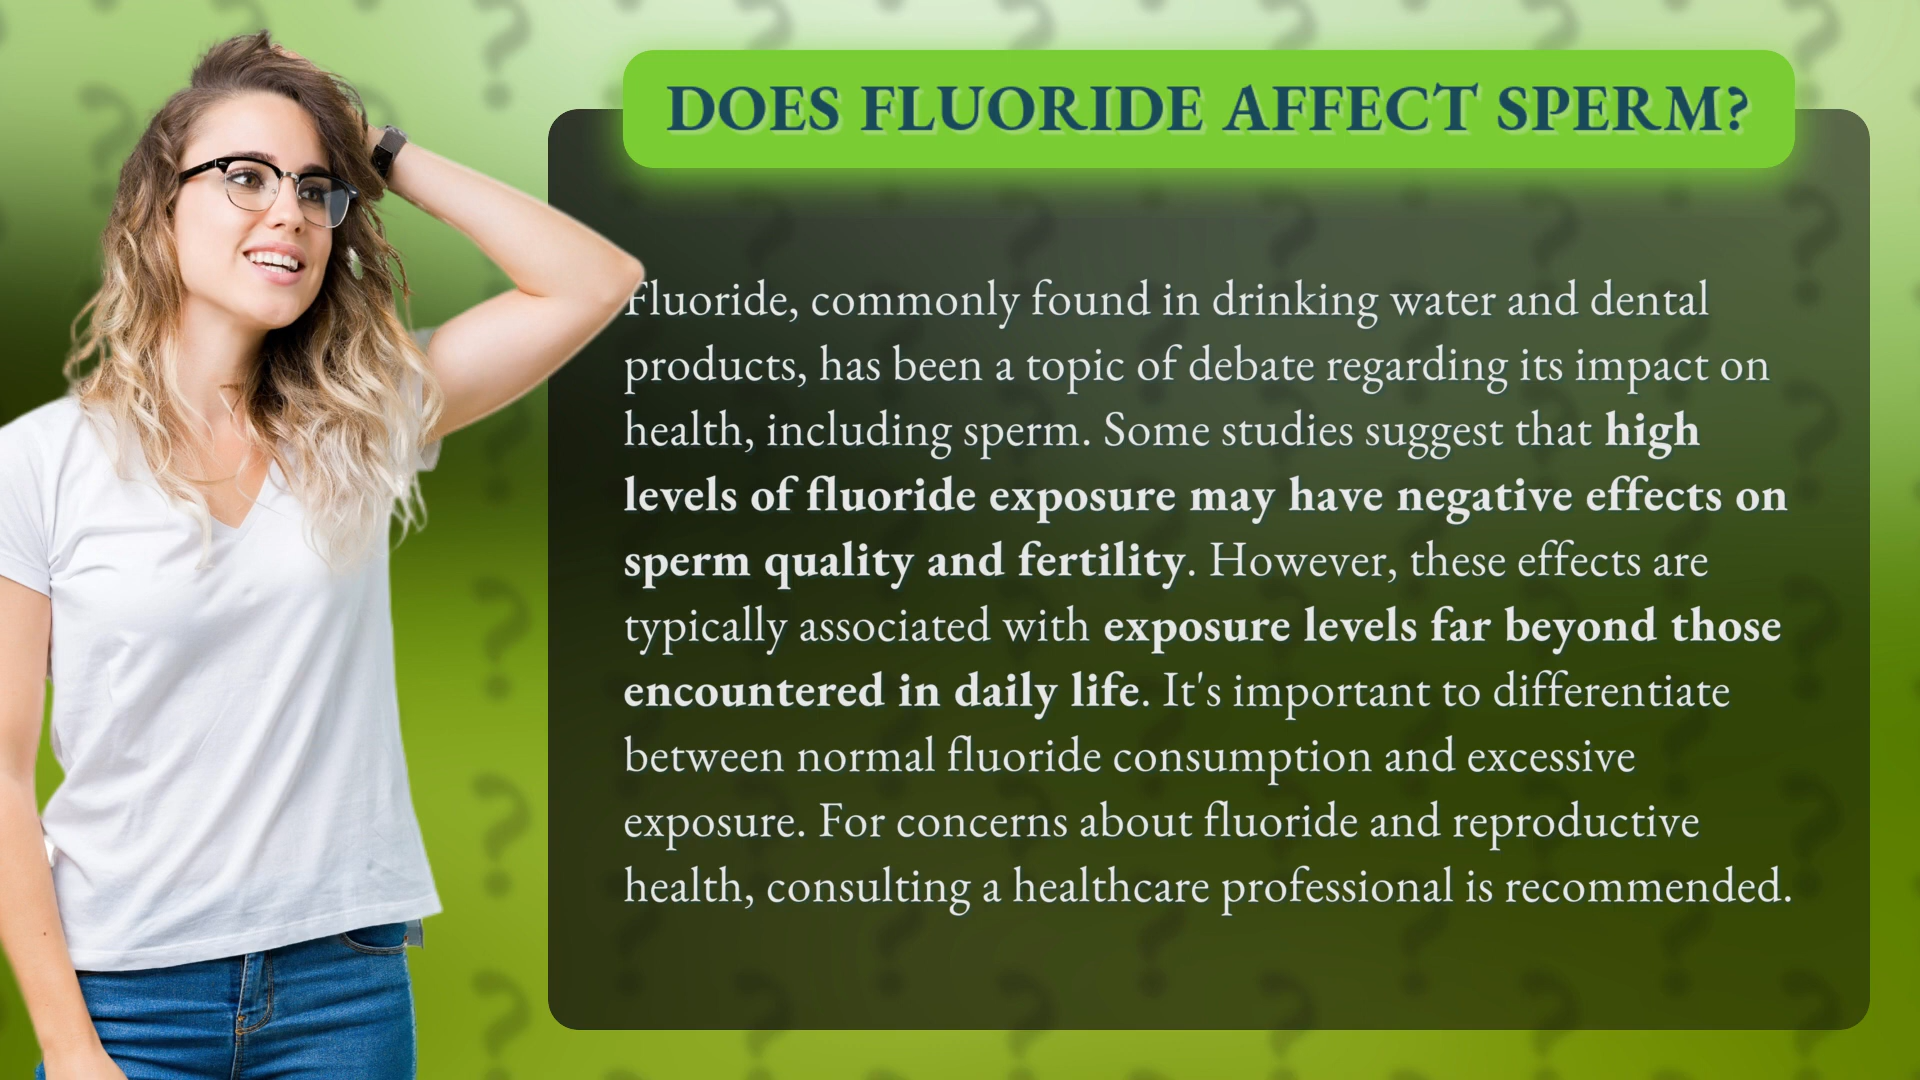 DOES FLUORIDE AFFECT SPERM?
Fluoride, commonly found in drinking water and dental
products, has been a topic of debate regarding its impact on
health, including sperm. Some studies suggest that high
levels of fluoride exposure may have negative effects on
sperm quality and fertility. However, these effects are
typically associated with exposure levels far beyond those
encountered in daily life. It's important to differentiate
between normal fluoride consumption and excessive
exposure. For concerns about fluoride and reproductive
health, consulting a healthcare professional is recommended.